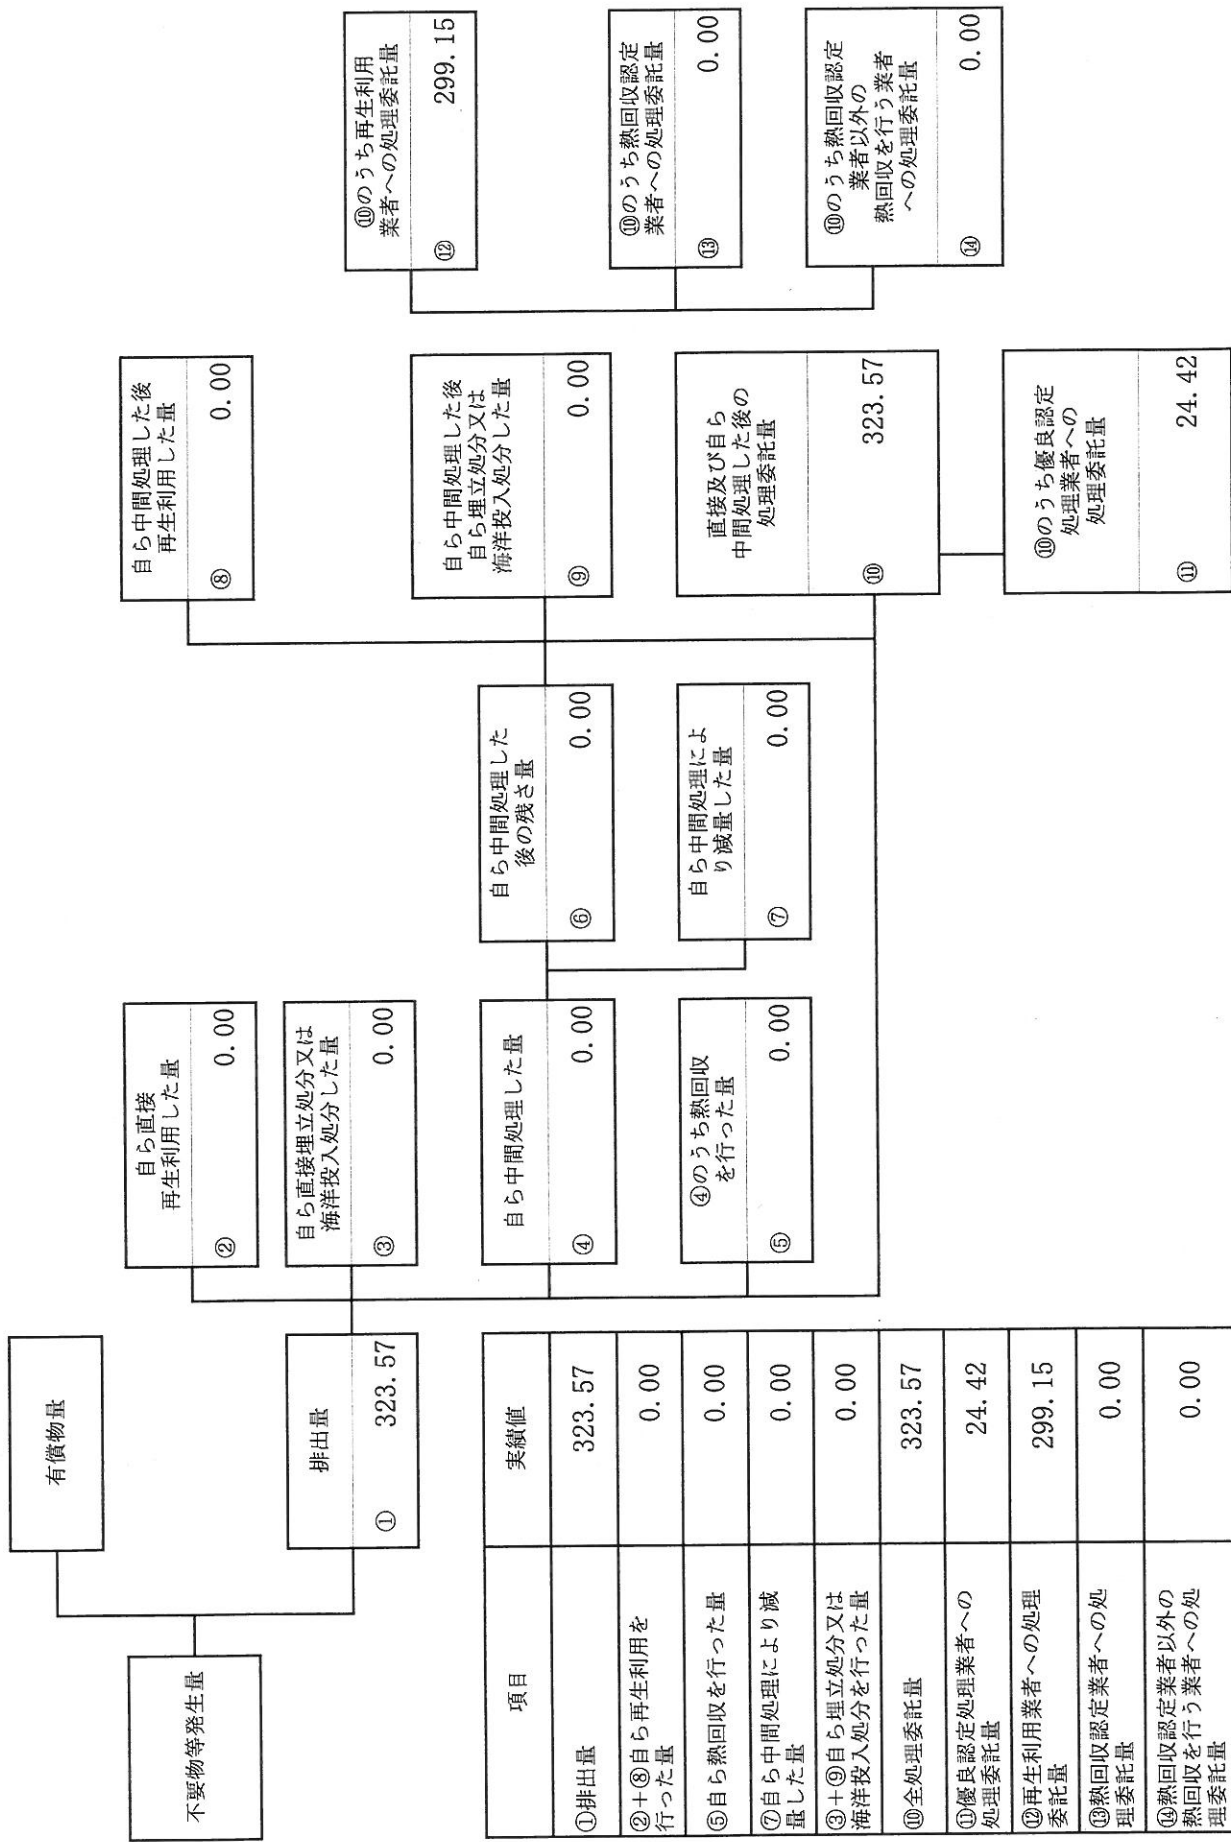 不要物等発生量
有償物量
排出量
① 323.57
自ら直接
再生利用した量
② 0.00
自ら直接埋立処分又は
海洋投入処分した量
③ 0.00
自ら中間処理した量
④ 0.00
④のうち熱回収
を行った量
⑤ 0.00
自ら中間処理した
後の残さ量
⑥ 0.00
自ら中間処理によ
り減量した量
⑦ 0.00
自ら中間処理した後
再生利用した量
⑧ 0.00
自ら中間処理した後
自ら埋立処分又は
海洋投入処分した量
⑨ 0.00
直接及び自ら
中間処理した後の
処理委託量
⑩ 323.57
⑩のうち優良認定
処理業者への
処理委託量
⑪ 24.42
⑩のうち再生利用
業者への処理委託量
⑫ 299.15
⑩のうち熱回収認定
業者への処理委託量
⑬ 0.00
⑩のうち熱回収認定
業者以外の
熱回収を行う業者
への処理委託量
⑭ 0.00
項目 実績値
①排出量 323.57
②+⑧自ら再生利用を
行った量 0.00
⑤自ら熱回収を行った量 0.00
⑦自ら中間処理により減
量した量 0.00
③+⑨自ら埋立処分又は
海洋投入処分を行った量 0.00
⑩全処理委託量 323.57
⑪優良認定処理業者への
処理委託量 24.42
⑫再生利用業者への処理
委託量 299.15
⑬熱回収認定業者への処
理委託量 0.00
⑭熱回収認定業者以外の
熱回収を行う業者への処
理委託量 0.00